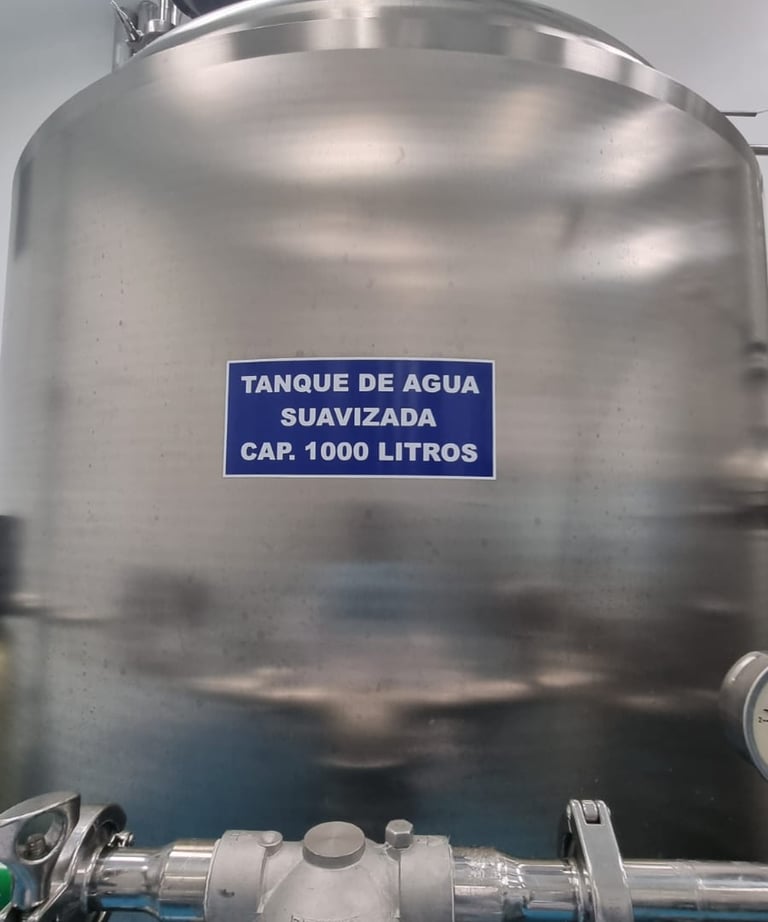 TANQUE DE AGUA
SUAVIZADA
CAP. 1000 LITROS